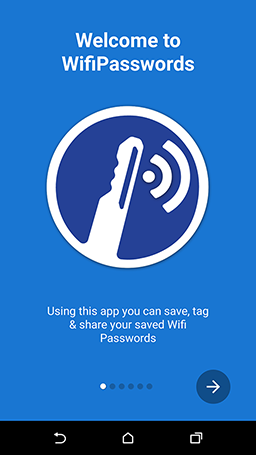 Welcome to
WifiPasswords
Using this app you can save, tag
& share your saved Wifi
Passwords